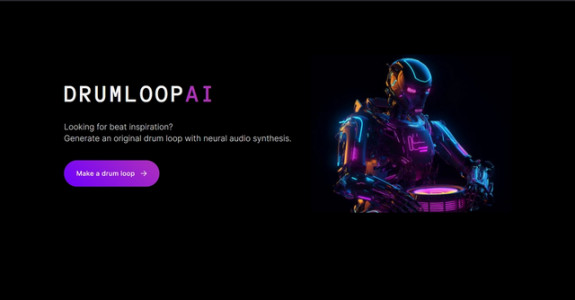 DRUMLOOPAI
Looking for beat inspiration?
Generate an original drum loop with neural audio synthesis.
Make a drum loop →